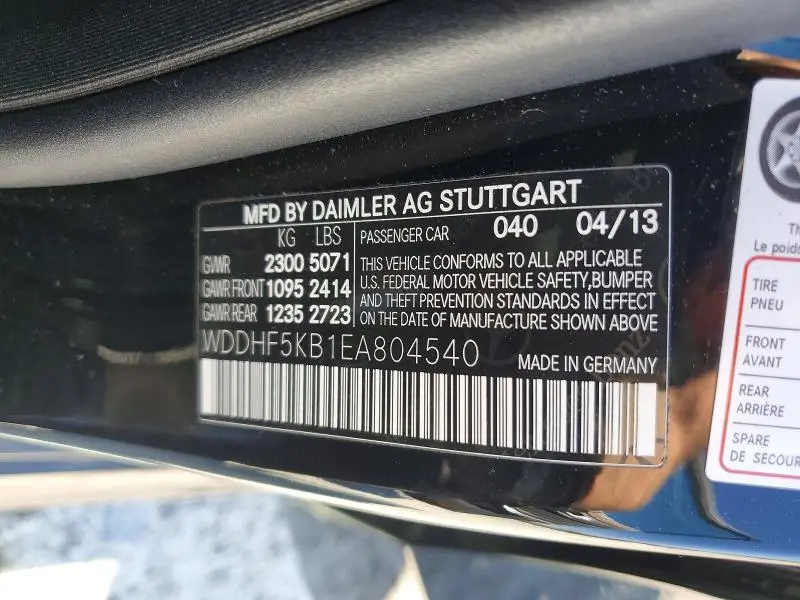 MFD BY DAIMLER AG STUTTGART
KG LBS
GVWR 2300 5071
GAWR FRONT 1095 2414
GAWR REAR 1235 2723
PASSENGER CAR 040 04/13
THIS VEHICLE CONFORMS TO ALL APPLICABLE
U.S. FEDERAL MOTOR VEHICLE SAFETY,BUMPER
AND THEFT PREVENTION STANDARDS IN EFFECT
ON THE DATE OF MANUFACTURE SHOWN ABOVE
WDDHF5KB1EA804540
MADE IN GERMANY
Le poids
TIRE
PNEU
FRONT
AVANT
REAR
ARRIÈRE
SPARE
DE SECOUR